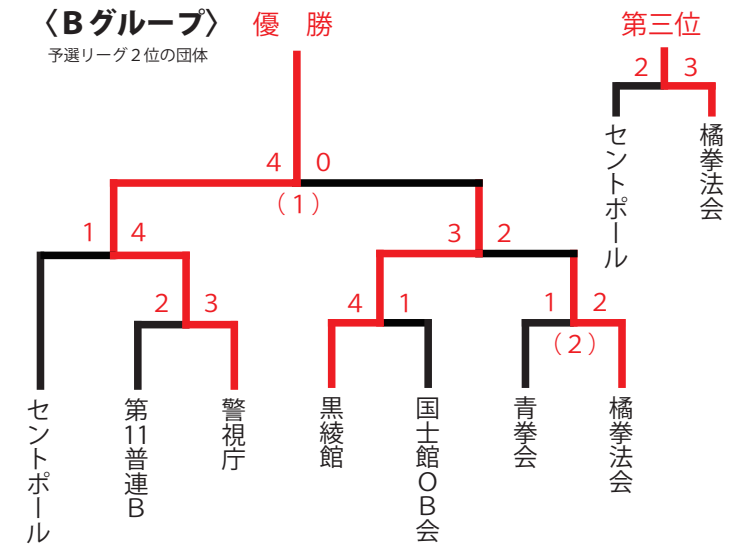 〈Bグループ〉
予選リーグ２位の団体
優 勝
第三位
2 3
セントポール
橘拳法会
4 0
（1）
1 4
3 2
2 3
4 1
1 2
（2）
セントポール
第11普連B
警視庁
黒綾館
国士館OB会
青拳会
橘拳法会